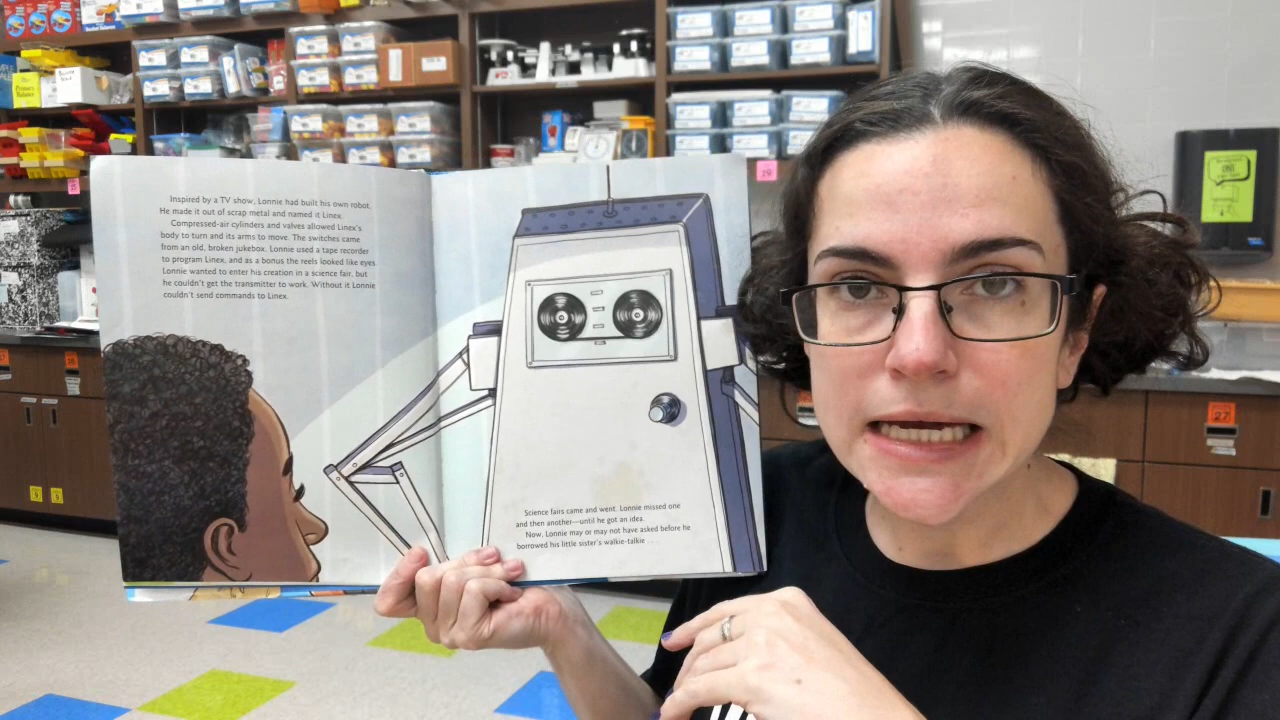 Inspired by a TV show, Lonnie had built his own robot.
He made it out of scrap metal and named it Linex.
Compressed-air cylinders and valves allowed Linex's
body to turn and its arms to move. The switches came
from an old, broken jukebox. Lonnie used a tape recorder
to program Linex, and as a bonus the reels looked like eyes.
Lonnie wanted to enter his creation in a science fair, but
he couldn't get the transmitter to work. Without it Lonnie
couldn't send commands to Linex.
Science fairs came and went. Lonnie missed one
and then another—until he got an idea.
Now, Lonnie may or may not have asked before he
borrowed his little sister's walkie-talkie . . .
Primary
Balance
19
27